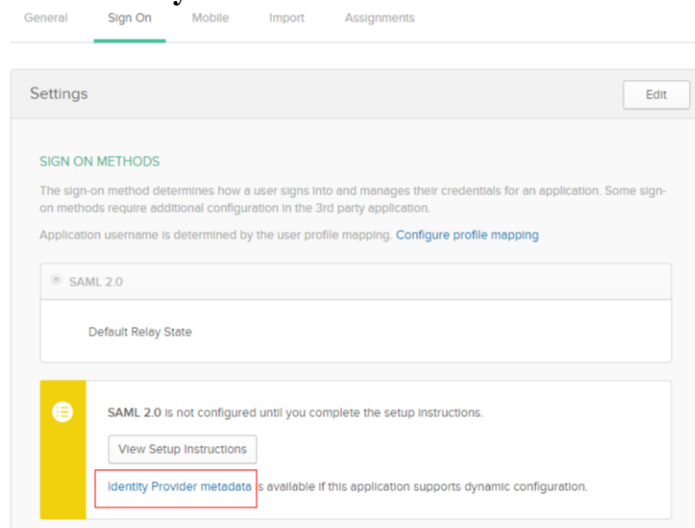 General Sign On Mobile Import Assignments
Settings Edit
SIGN ON METHODS
The sign-on method determines how a user signs into and manages their credentials for an application. Some sign-
on methods require additional configuration in the 3rd party application.
Application username is determined by the user profile mapping. Configure profile mapping
SAML 2.0
Default Relay State
SAML 2.0 is not configured until you complete the setup instructions.
View Setup Instructions
Identity Provider metadata is available if this application supports dynamic configuration.